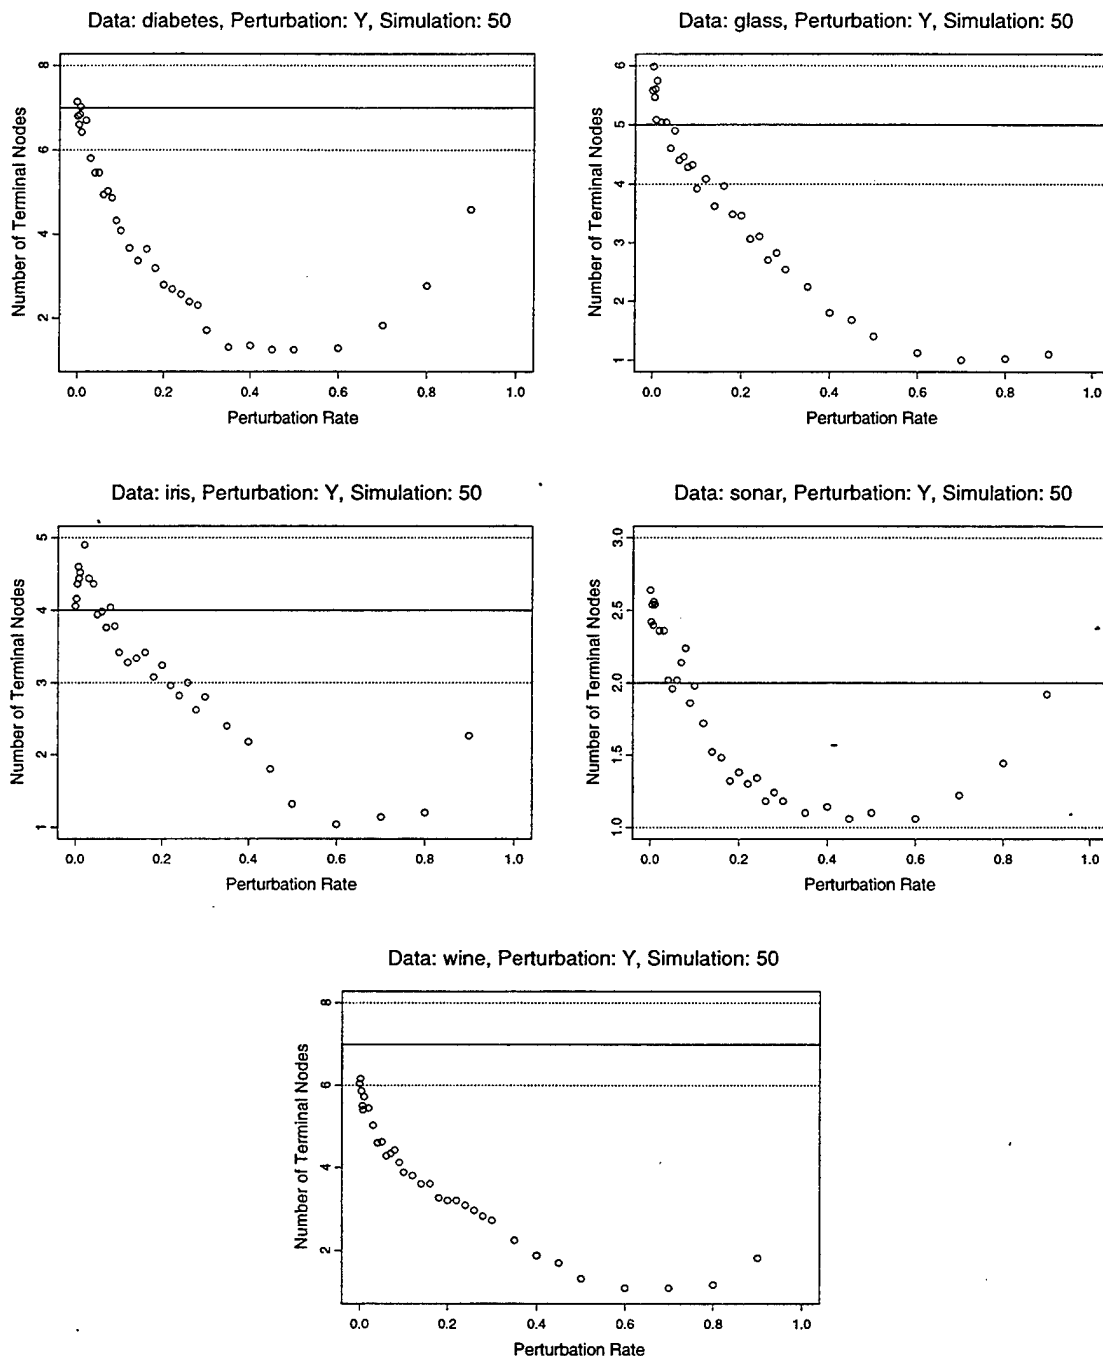 Data: diabetes, Perturbation: Y, Simulation: 50
Number of Terminal Nodes
8
6
4
2
0.0 0.2 0.4 0.6 0.8 1.0
Perturbation Rate
Data: glass, Perturbation: Y, Simulation: 50
Number of Terminal Nodes
6
5
4
3
2
1
0.0 0.2 0.4 0.6 0.8 1.0
Perturbation Rate
Data: iris, Perturbation: Y, Simulation: 50
Number of Terminal Nodes
5
4
3
2
1
0.0 0.2 0.4 0.6 0.8 1.0
Perturbation Rate
Data: sonar, Perturbation: Y, Simulation: 50
Number of Terminal Nodes
3.0
2.5
2.0
1.5
1.0
0.0 0.2 0.4 0.6 0.8 1.0
Perturbation Rate
Data: wine, Perturbation: Y, Simulation: 50
Number of Terminal Nodes
8
6
4
2
0.0 0.2 0.4 0.6 0.8 1.0
Perturbation Rate